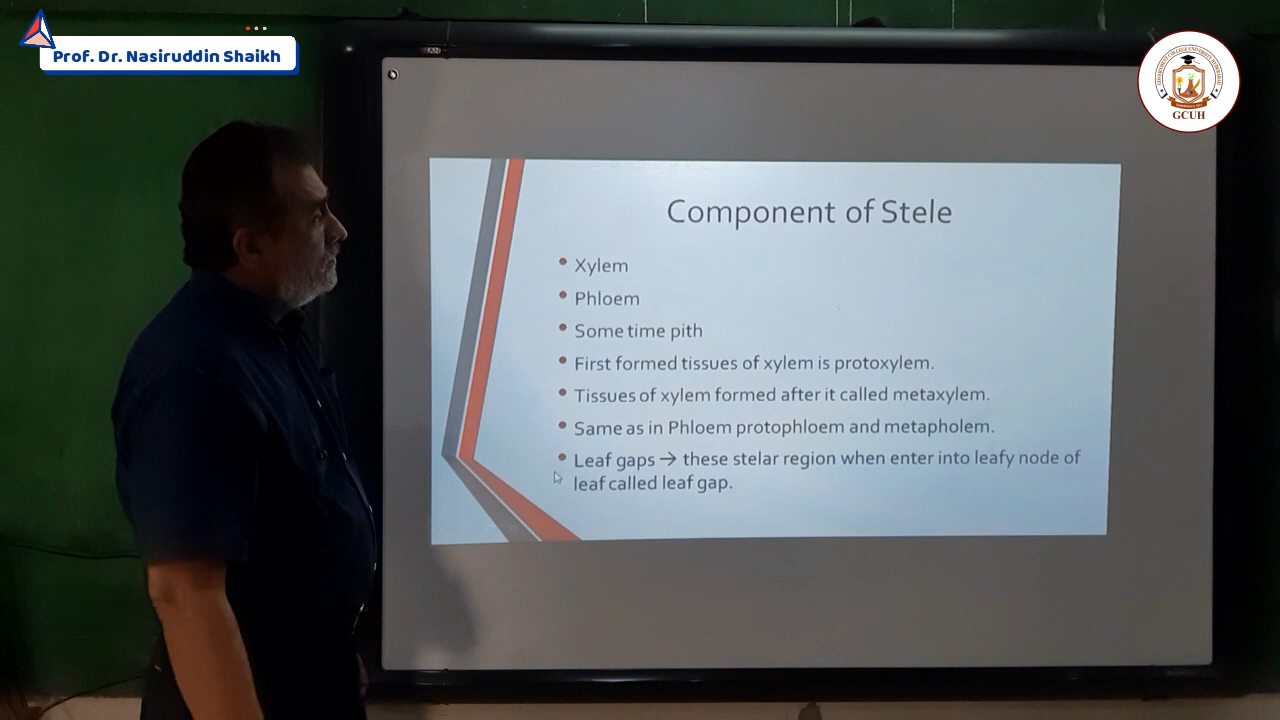 Prof. Dr. Nasiruddin Shaikh
GCUH
Component of Stele
Xylem
Phloem
Some time pith
First formed tissues of xylem is protoxylem.
Tissues of xylem formed after it called metaxylem.
Same as in Phloem protophloem and metapholem.
Leaf gaps → these stelar region when enter into leafy node of
leaf called leaf gap.